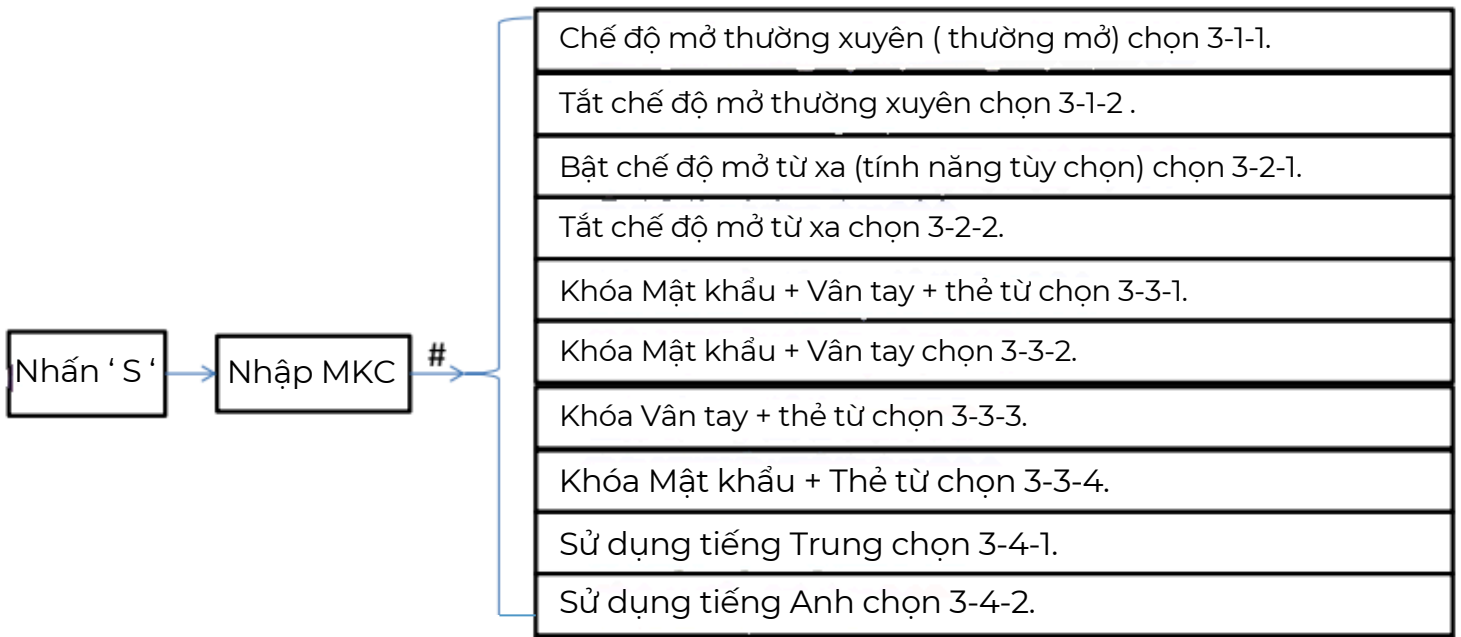 Nhấn ‘ S ‘
Nhập MKC
#
Chế độ mở thường xuyên ( thường mở) chọn 3-1-1.
Tắt chế độ mở thường xuyên chọn 3-1-2 .
Bật chế độ mở từ xa (tính năng tùy chọn) chọn 3-2-1.
Tắt chế độ mở từ xa chọn 3-2-2.
Khóa Mật khẩu + Vân tay + thẻ từ chọn 3-3-1.
Khóa Mật khẩu + Vân tay chọn 3-3-2.
Khóa Vân tay + thẻ từ chọn 3-3-3.
Khóa Mật khẩu + Thẻ từ chọn 3-3-4.
Sử dụng tiếng Trung chọn 3-4-1.
Sử dụng tiếng Anh chọn 3-4-2.